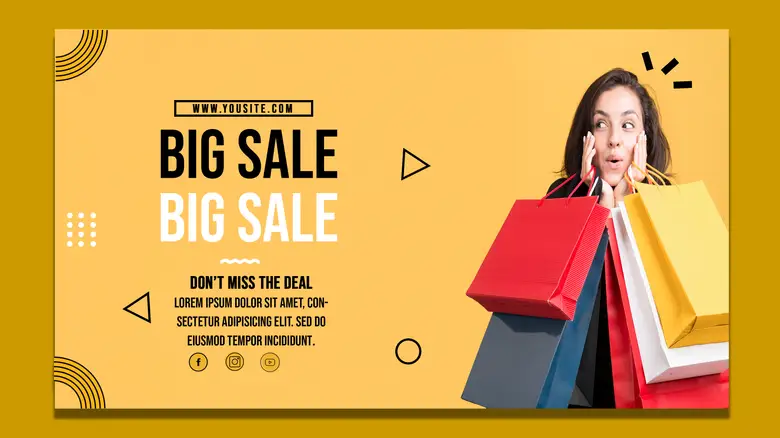 WWW.YOUSITE.COM
BIG SALE
BIG SALE
DON'T MISS THE DEAL
LOREM IPSUM DOLOR SIT AMET, CON-
SECTETUR ADIPISICING ELIT. SED DO
EIUSMOD TEMPOR INCIDIDUNT.